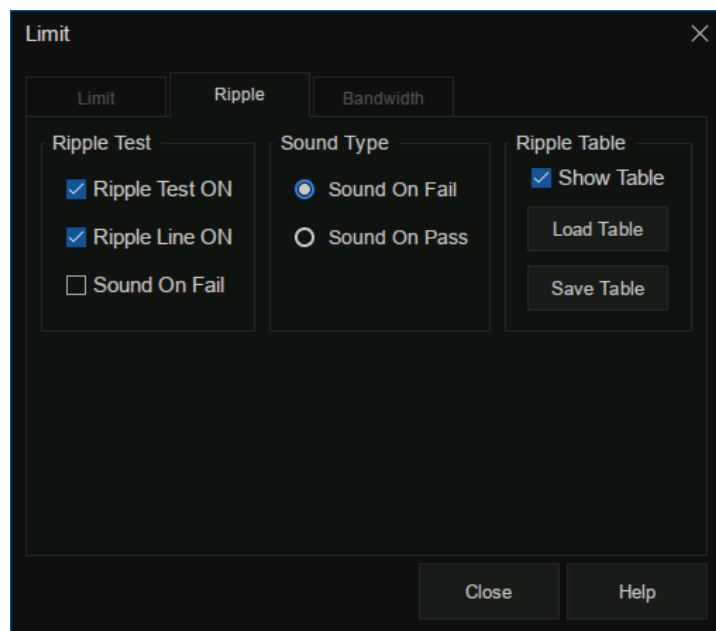 Limit
Limit
Ripple
Bandwidth
Ripple Test
Ripple Test ON
Ripple Line ON
Sound On Fail
Sound Type
Sound On Fail
Sound On Pass
Ripple Table
Show Table
Load Table
Save Table
Close
Help